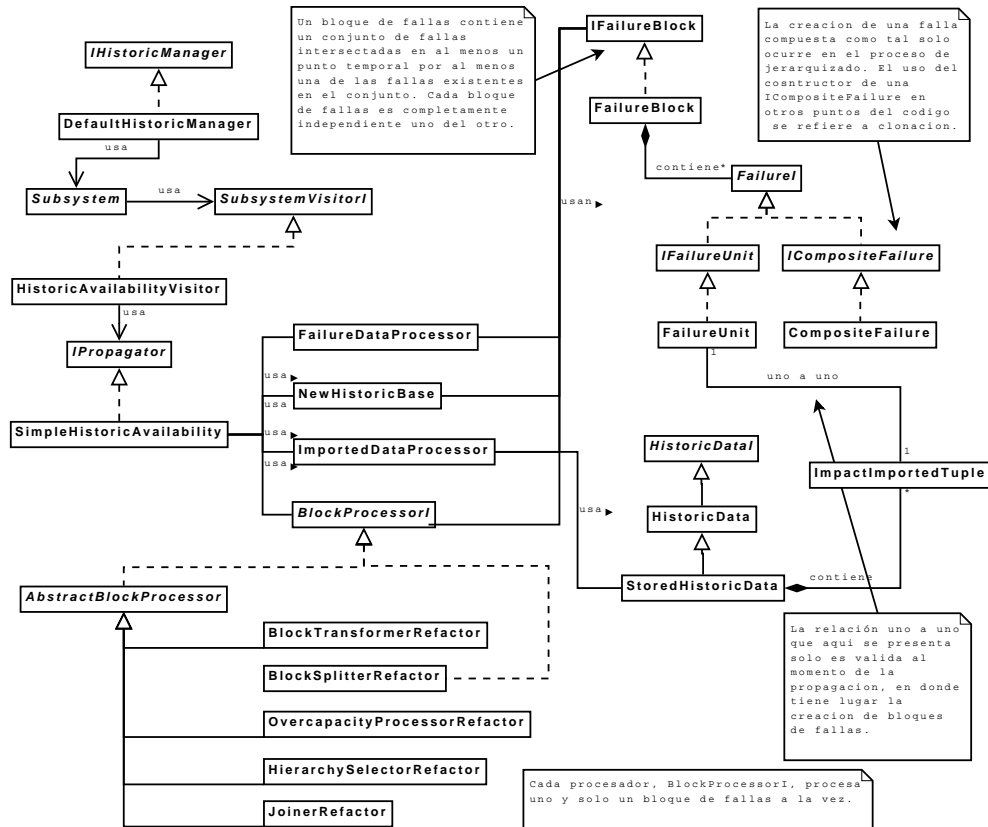 Un bloque de fallas contiene
un conjunto de fallas
intersectadas en al menos un
punto temporal por al menos
una de las fallas existentes
en el conjunto. Cada bloque
de fallas es completamente
independiente uno del otro.
IFailureBlock
La creacion de una falla
compuesta como tal solo
ocurre en el proceso de
jerarquizado. El uso del
cosntructor de una
ICompositeFailure en
otros puntos del codigo
se refiere a clonacion.
IHistoricManager
FailureBlock
DefaultHistoricManager
usa
contiene*
FailureI
Subsystem
usa
SubsystemVisitorI
usan
IFailureUnit
ICompositeFailure
HistoricAvailabilityVisitor
usa
FailureDataProcessor
FailureUnit
CompositeFailure
1
IPropagator
usa
uno a uno
NewHistoricBase
usa
SimpleHistoricAvailability
usa
ImportedDataProcessor
usa
HistoricDataI
1
ImpactImportedTuple
*
BlockProcessorI
usa
HistoricData
contiene
StoredHistoricData
AbstractBlockProcessor
BlockTransformerRefactor
BlockSplitterRefactor
OvercapacityProcessorRefactor
HierarchySelectorRefactor
JoinerRefactor
La relación uno a uno
que aqui se presenta
solo es valida al
momento de la
propagacion, en donde
tiene lugar la
creacion de bloques
de fallas.
Cada procesador, BlockProcessorI, procesa
uno y solo un bloque de fallas a la vez.